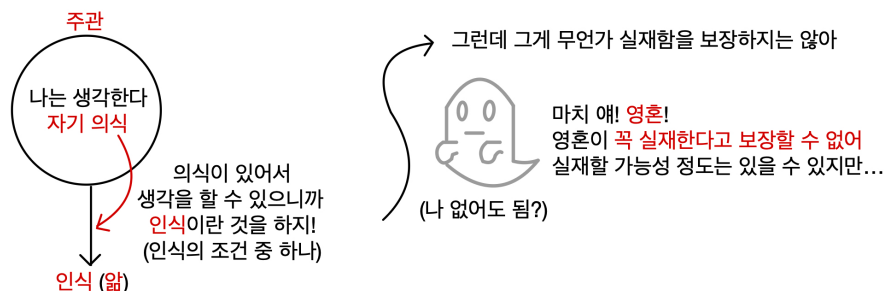 주관
나는 생각한다
자기 의식
의식이 있어서
생각을 할 수 있으니까
인식이란 것을 하지!
(인식의 조건 중 하나)
인식 (앎)
그런데 그게 무언가 실재함을 보장하지는 않아
마치 얘! 영혼!
영혼이 꼭 실재한다고 보장할 수 없어
실재할 가능성 정도는 있을 수 있지만...
(나 없어도 됨?)